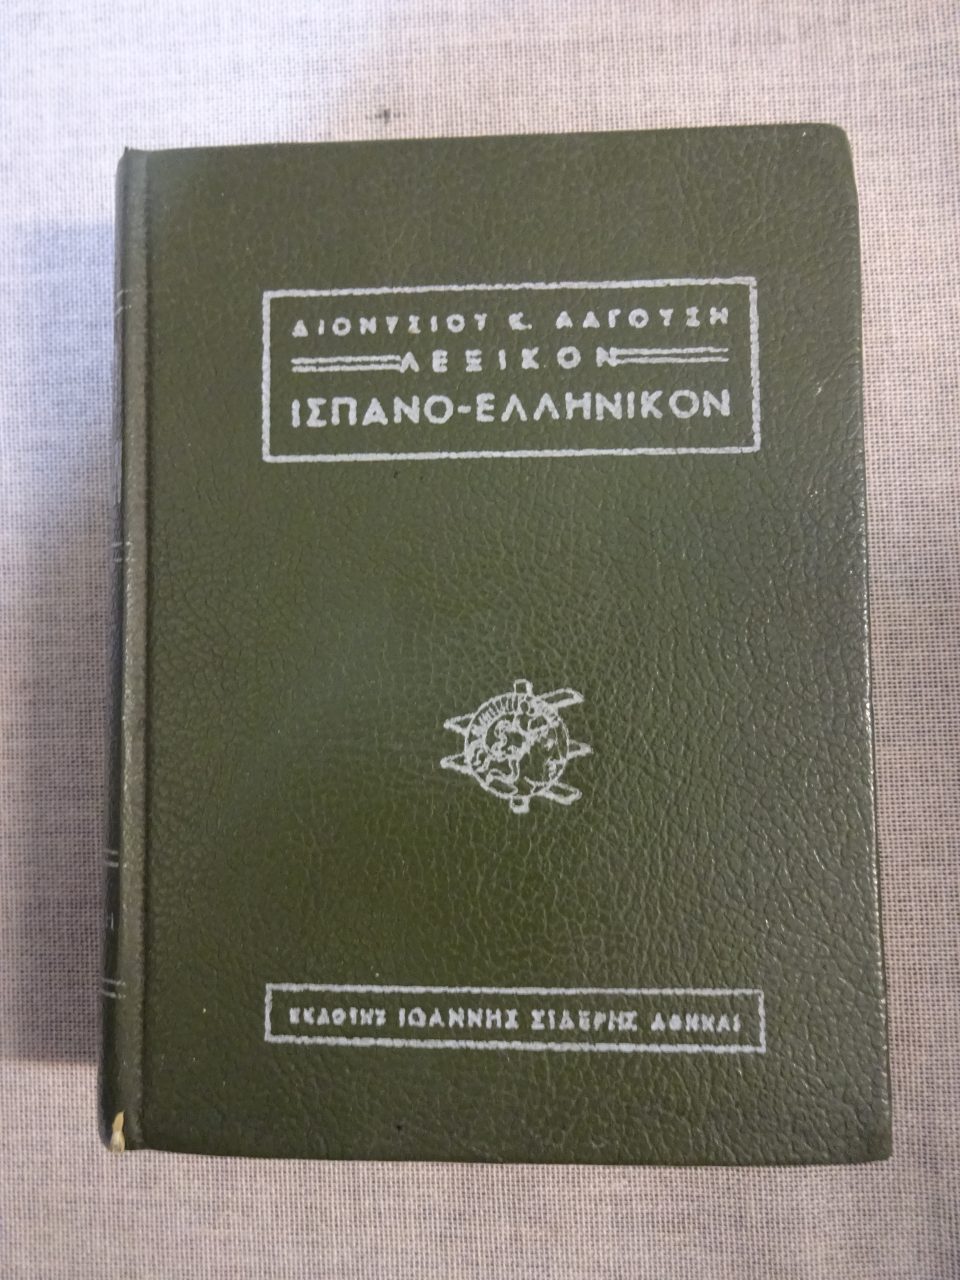 ΔΙΟΝΥΣΙΟΥ Κ. ΛΑΓΟΥΣΗ
ΛΕΞΙΚΟΝ
ΙΣΠΑΝΟ-ΕΛΛΗΝΙΚΟΝ
ΕΚΔΟΤΗΣ ΙΩΑΝΝΗΣ ΣΙΔΕΡΗΣ ΑΘΗΝΑΙ